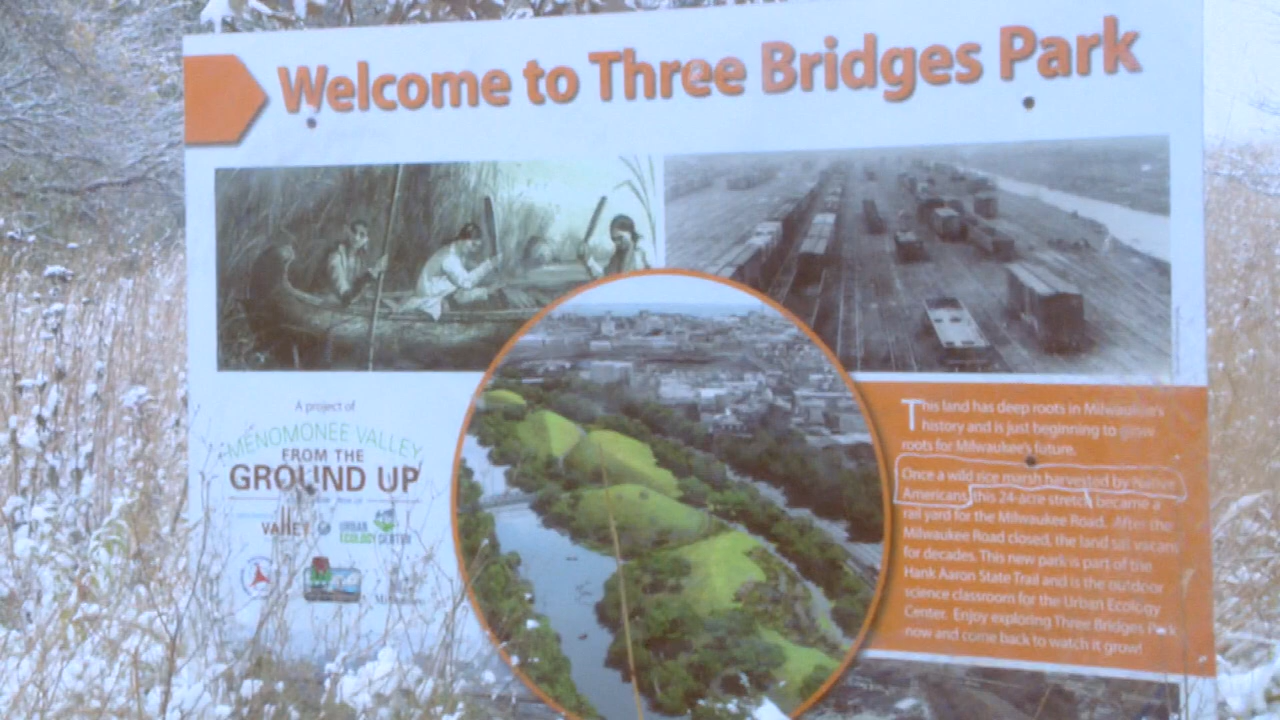 Welcome to Three Bridges Park
A project of
MENOMONEE VALLEY
FROM THE
GROUND UP
valley
URBAN
ECOLOGY CENTER
This land has deep roots in Milwaukee's
history and is just beginning to
roots for Milwaukee's future.
Once a wild rice marsh harvested by Native
Americans, this 24-acre stretch became a
rail yard for the Milwaukee Road. After the
Milwaukee Road closed, the land sat vacant
for decades. This new park is part of the
Hank Aaron State Trail and is the outdoor
science classroom for the Urban Ecology
Center. Enjoy exploring Three Bridges Park
now and come back to watch it grow!